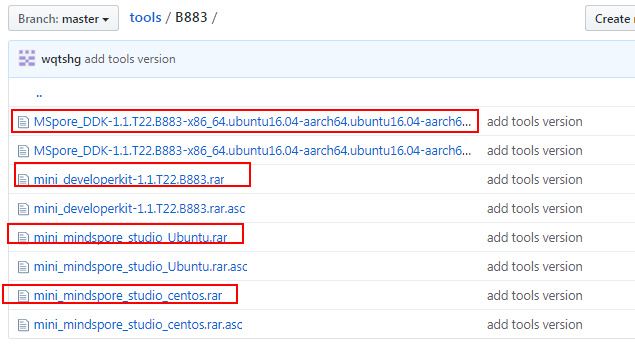 Branch: master tools / B883 / Create
wqtshg add tools version
..
MSpore_DDK-1.1.T22.B883-x86_64.ubuntu16.04-aarch64.ubuntu16.04-aarch6... add tools version
MSpore_DDK-1.1.T22.B883-x86_64.ubuntu16.04-aarch64.ubuntu16.04-aarch6... add tools version
mini_developerkit-1.1.T22.B883.rar add tools version
mini_developerkit-1.1.T22.B883.rar.asc add tools version
mini_mindspore_studio_Ubuntu.rar add tools version
mini_mindspore_studio_Ubuntu.rar.asc add tools version
mini_mindspore_studio_centos.rar add tools version
mini_mindspore_studio_centos.rar.asc add tools version